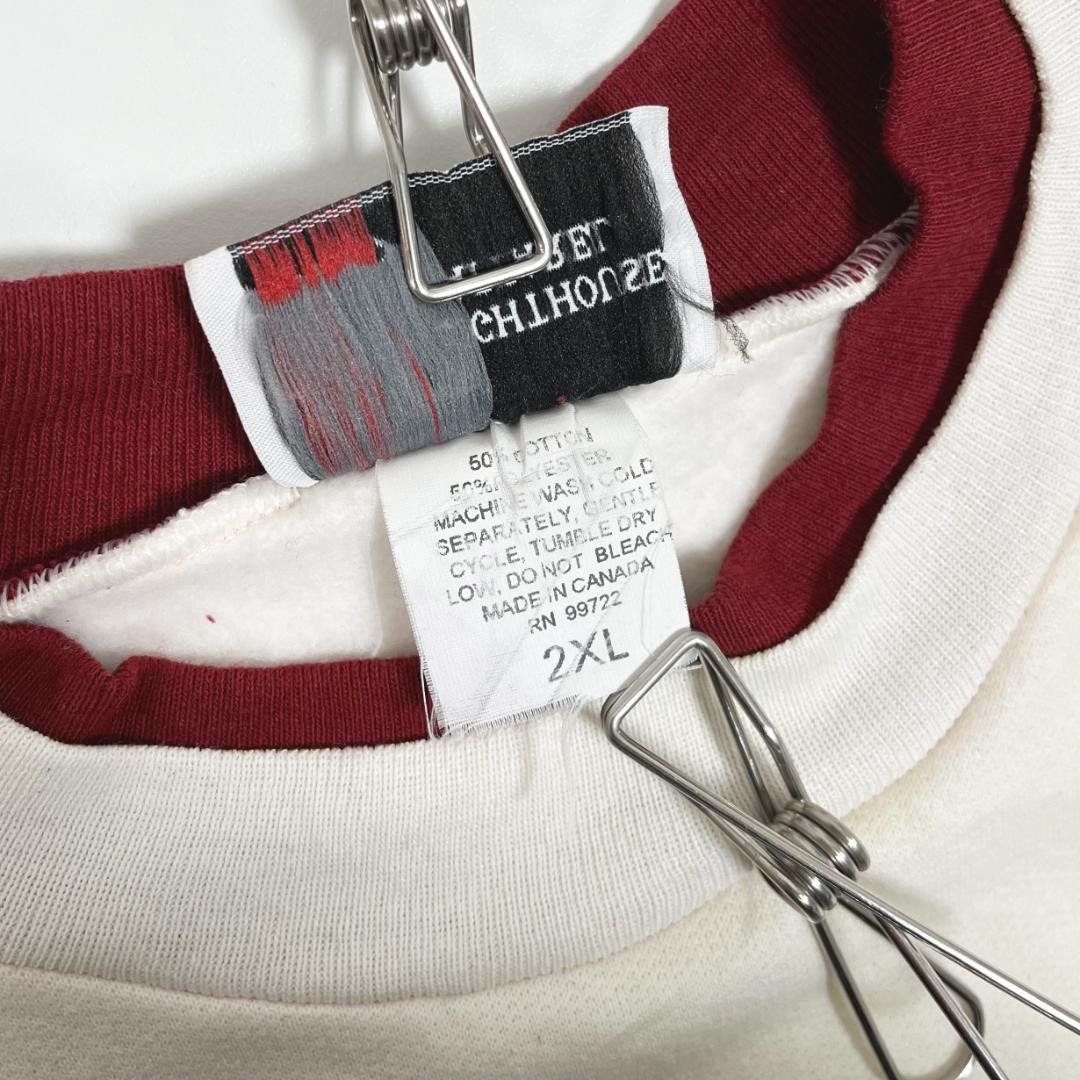 50% COTTON
50% POLYESTER
MACHINE WASH COLD
SEPARATELY, GENTLE
CYCLE, TUMBLE DRY
LOW, DO NOT BLEACH
MADE IN CANADA
RN 99722
2XL